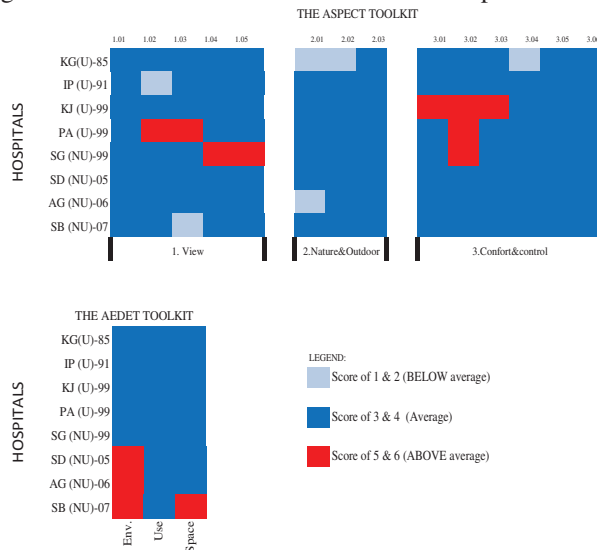 THE ASPECT TOOLKIT
1.01 1.02 1.03 1.04 1.05 2.01 2.02 2.03 3.01 3.02 3.03 3.04 3.05 3.06
HOSPITALS
KG(U)-85
IP (U)-91
KJ (U)-99
PA (U)-99
SG (NU)-99
SD (NU)-05
AG (NU)-06
SB (NU)-07
1. View 2.Nature&Outdoor 3.Confort&control
THE AEDET TOOLKIT
HOSPITALS
KG(U)-85
IP (U)-91
KJ (U)-99
PA (U)-99
SG (NU)-99
SD (NU)-05
AG (NU)-06
SB (NU)-07
Env. Use Space
LEGEND:
Score of 1 & 2 (BELOW average)
Score of 3 & 4 (Average)
Score of 5 & 6 (ABOVE average)